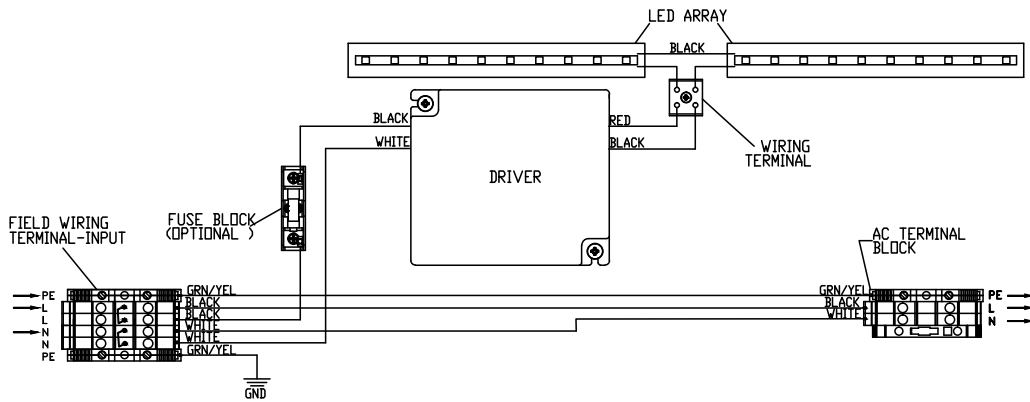 LED ARRAY
BLACK
BLACK
WHITE
RED
BLACK
WIRING
TERMINAL
DRIVER
FIELD WIRING
TERMINAL-INPUT
FUSE BLOCK
(OPTIONAL )
AC TERMINAL
BLOCK
PE
L
L
N
N
PE
GRN/YEL
BLACK
BLACK
WHITE
WHITE
GRN/YEL
GND
GRN/YEL
BLACK
WHITE
PE
L
N